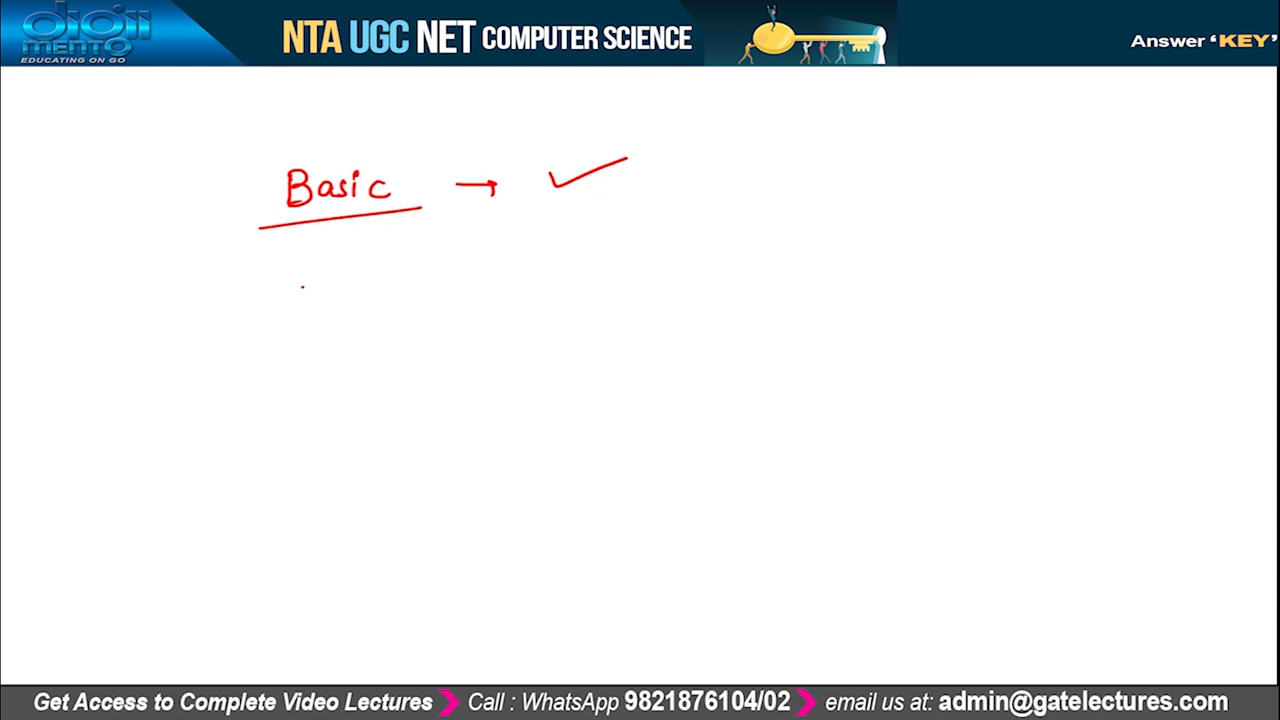 digii
MENTO
EDUCATING ON GO
NTA UGC NET COMPUTER SCIENCE
Answer ‘KEY’
Basic → ✓
Get Access to Complete Video Lectures Call : WhatsApp 9821876104/02 email us at: admin@gatelectures.com